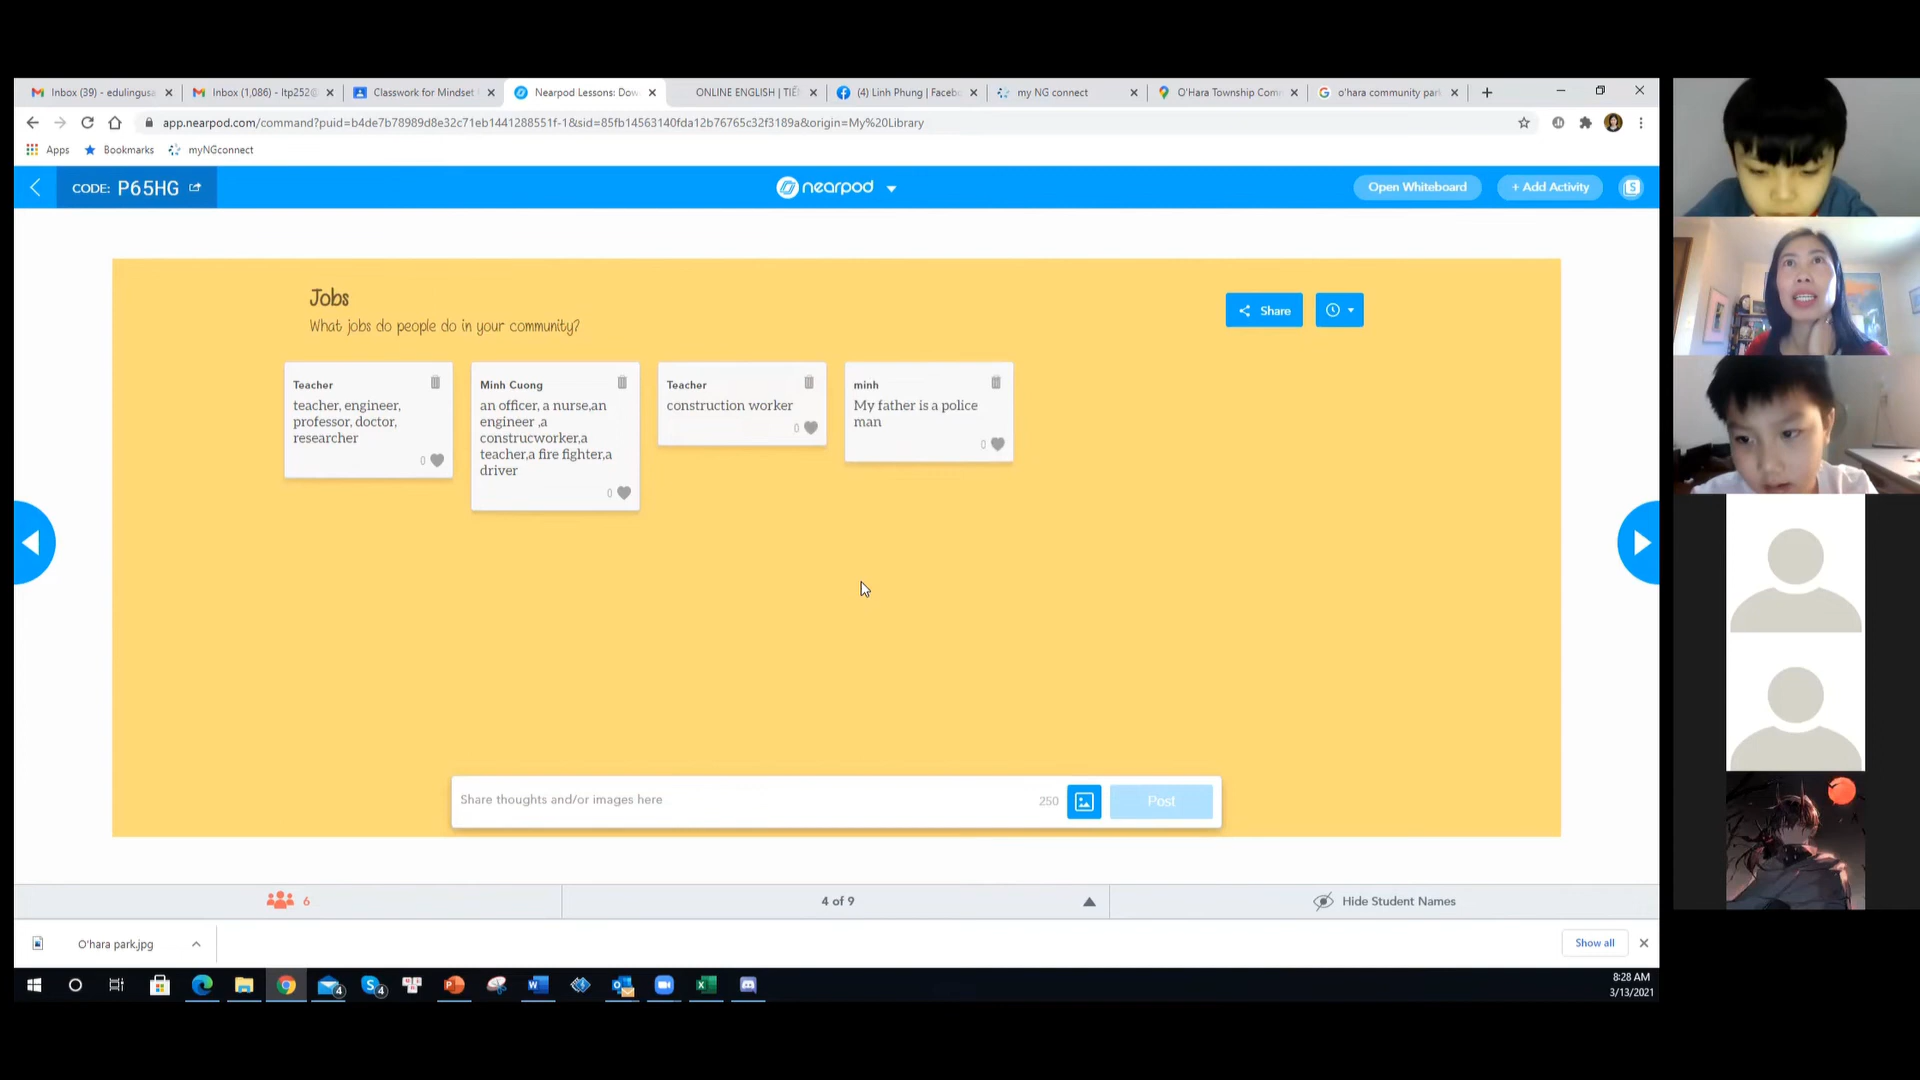 Inbox (39) - edulingus
Inbox (1,086) - ltp252@
Classwork for Mindset
Nearpod Lessons: Dow
ONLINE ENGLISH | TIẾ
(4) Linh Phung | Facebo
my NG connect
O'Hara Township Comm
o'hara community park
app.nearpod.com/command?puid=b4de7b78989d8e32c71eb1441288551f-1&sid=85fb14563140fda12b76765c32f3189a&origin=My%20Library
Apps
Bookmarks
myNGconnect
CODE: P65HG
nearpod
Open Whiteboard
+ Add Activity
S
Jobs
What jobs do people do in your community?
Share
Teacher
teacher, engineer,
professor, doctor,
researcher
0
Minh Cuong
an officer, a nurse,an
engineer ,a
construcworker,a
teacher,a fire fighter,a
driver
0
Teacher
construction worker
0
minh
My father is a police
man
0
Share thoughts and/or images here
250
Post
6
4 of 9
Hide Student Names
O'hara park.jpg
Show all
4
4
8:28 AM
3/13/2021